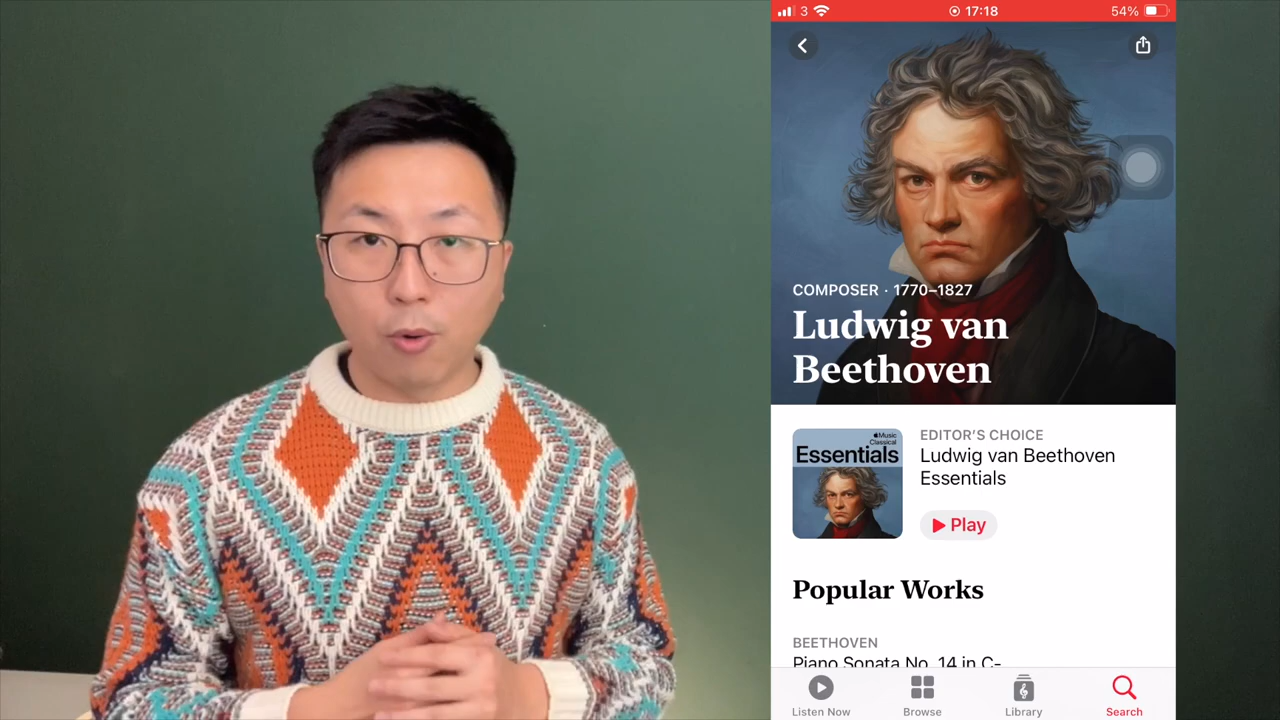 3
17:18
54%
COMPOSER · 1770–1827
Ludwig van
Beethoven
Music
Classical
Essentials
EDITOR'S CHOICE
Ludwig van Beethoven
Essentials
Play
Popular Works
BEETHOVEN
Piano Sonata No. 14 in C-
Listen Now
Browse
Library
Search